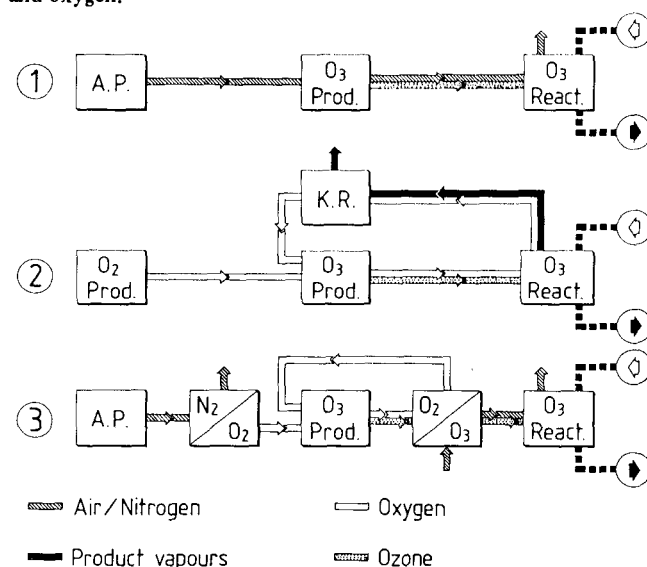 and oxygen.
1
A.P.
O₃
Prod.
O₃
React.
K.R.
2
O₂
Prod.
O₃
Prod.
O₃
React.
3
A.P.
N₂
O₂
O₃
Prod.
O₂
O₃
O₃
React.
Air/Nitrogen
Oxygen
Product vapours
Ozone